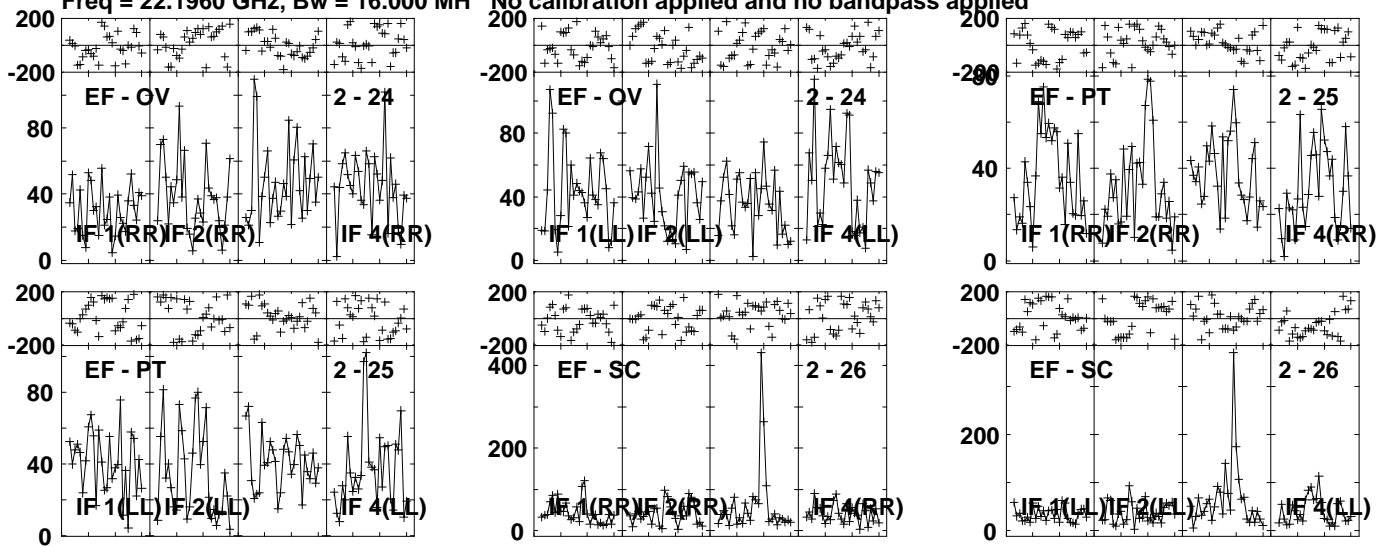 Freq = 22.1960 GHz, Bw = 16.000 MH No calibration applied and no bandpass applied
200
-200
EF - OV 2 - 24
80
40
IF 1(RR) IF 2(RR) IF 4(RR)
0
200
-200
EF - OV 2 - 24
80
40
IF 1(LL) IF 2(LL) IF 4(LL)
0
200
-200
80
EF - PT 2 - 25
40
IF 1(RR) IF 2(RR) IF 4(RR)
0
200
-200
EF - PT 2 - 25
80
40
IF 1(LL) IF 2(LL) IF 4(LL)
0
200
-200
400
EF - SC 2 - 26
200
IF 1(RR) IF 2(RR) IF 4(RR)
0
200
-200
EF - SC 2 - 26
200
IF 1(LL) IF 2(LL) IF 4(LL)
0